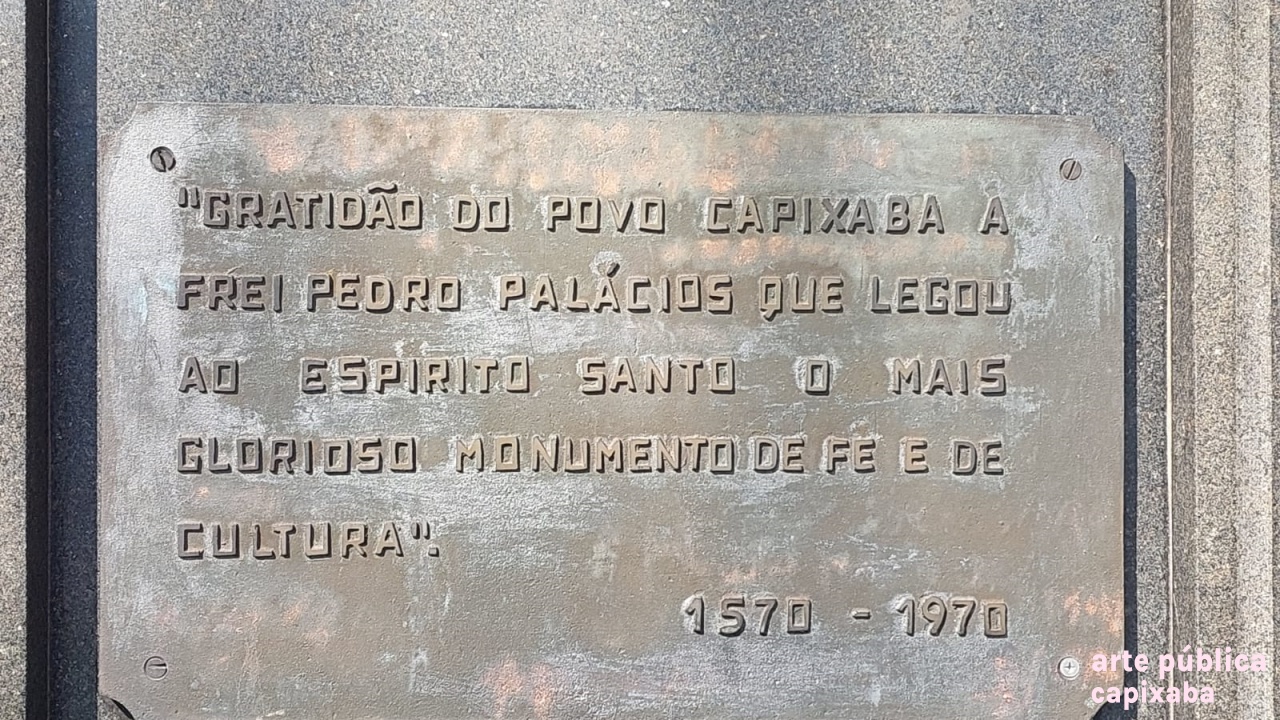 "GRATIDÃO DO POVO CAPIXABA A
FREI PEDRO PALÁCIOS QUE LEGOU
AO ESPIRITO SANTO O MAIS
GLORIOSO MONUMENTO DE FE E DE
CULTURA".
1570 - 1970
arte pública
capixaba